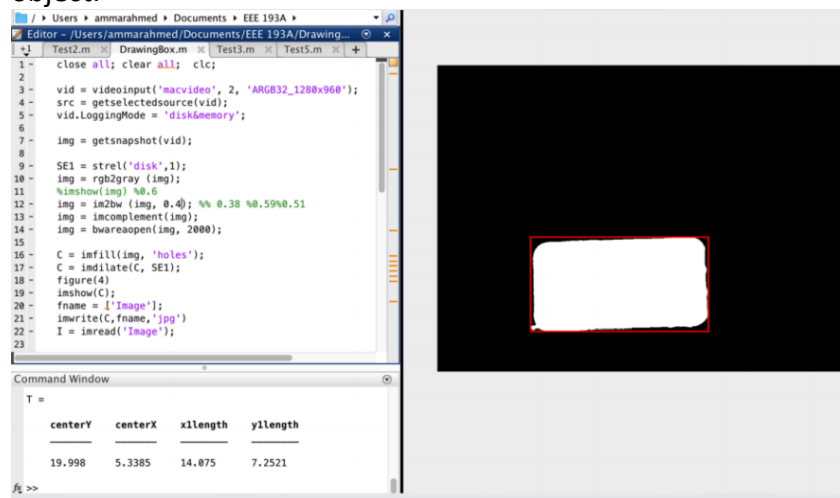 object.
/ ▸ Users ▸ ammarahmed ▸ Documents ▸ EEE 193A ▸
Editor - /Users/ammarahmed/Documents/EEE 193A/Drawing...
+1 Test2.m DrawingBox.m Test3.m Test5.m +
1 - close all; clear all; clc;
2
3 - vid = videoinput('macvideo', 2, 'ARGB32_1280x960');
4 - src = getselectedsource(vid);
5 - vid.LoggingMode = 'disk&memory';
6
7 - img = getsnapshot(vid);
8
9 - SE1 = strel('disk',1);
10 - img = rgb2gray (img);
11 %imshow(img) %0.6
12 - img = im2bw (img, 0.4); %% 0.38 %0.59%0.51
13 - img = imcomplement(img);
14 - img = bwareaopen(img, 2000);
15
16 - C = imfill(img, 'holes');
17 - C = imdilate(C, SE1);
18 - figure(4)
19 - imshow(C);
20 - fname = ['Image'];
21 - imwrite(C,fname,'jpg')
22 - I = imread('Image');
23
Command Window
T =
centerY centerX x1length y1length
19.998 5.3385 14.075 7.2521
fx >>